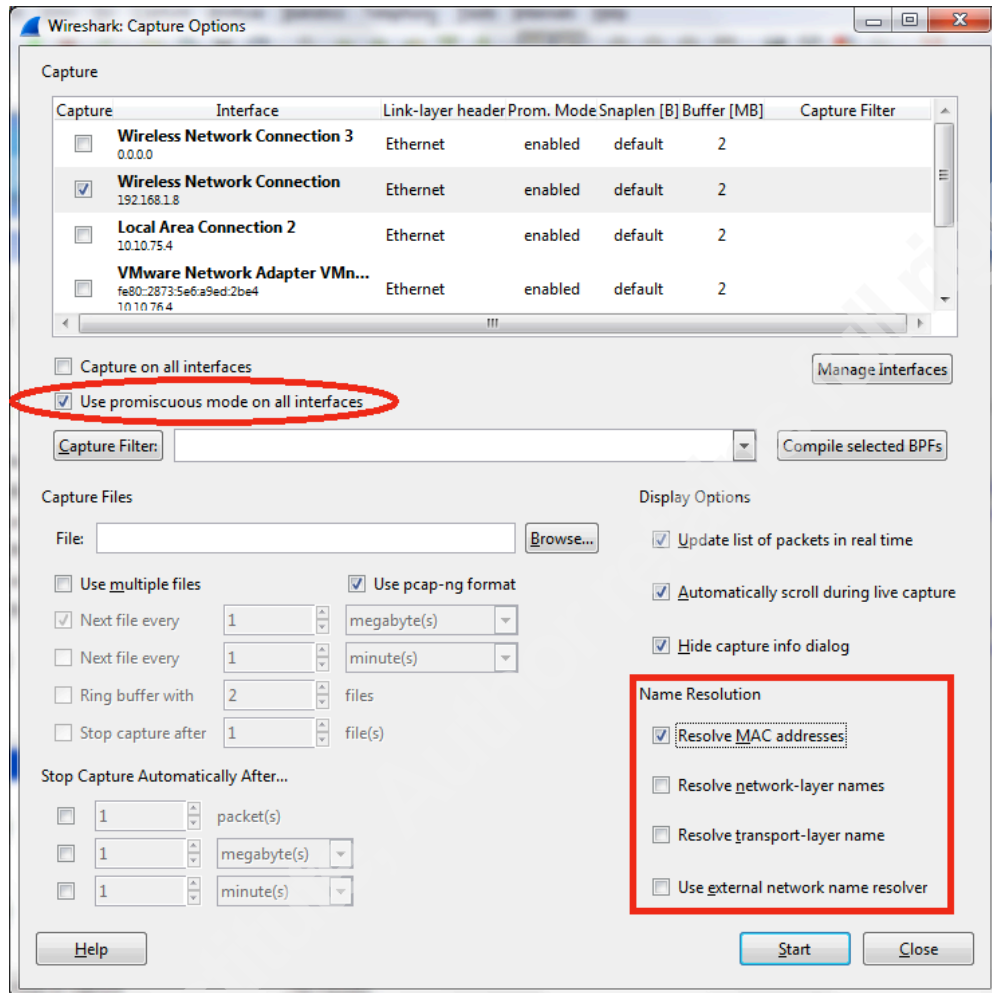 Wireshark: Capture Options
Capture
Capture Interface Link-layer header Prom. Mode Snaplen [B] Buffer [MB] Capture Filter
Wireless Network Connection 3
0.0.0.0
Ethernet enabled default 2
Wireless Network Connection
192.168.1.8
Ethernet enabled default 2
Local Area Connection 2
10.10.75.4
Ethernet enabled default 2
VMware Network Adapter VMn...
fe80::2873:5e6:a9ed:2be4
10.10.76.4
Ethernet enabled default 2
Capture on all interfaces
Manage Interfaces
Use promiscuous mode on all interfaces
Capture Filter:
Compile selected BPFs
Capture Files
File:
Browse...
Use multiple files
Use pcap-ng format
Next file every 1 megabyte(s)
Next file every 1 minute(s)
Ring buffer with 2 files
Stop capture after 1 file(s)
Stop Capture Automatically After...
1 packet(s)
1 megabyte(s)
1 minute(s)
Display Options
Update list of packets in real time
Automatically scroll during live capture
Hide capture info dialog
Name Resolution
Resolve MAC addresses
Resolve network-layer names
Resolve transport-layer name
Use external network name resolver
Help
Start
Close